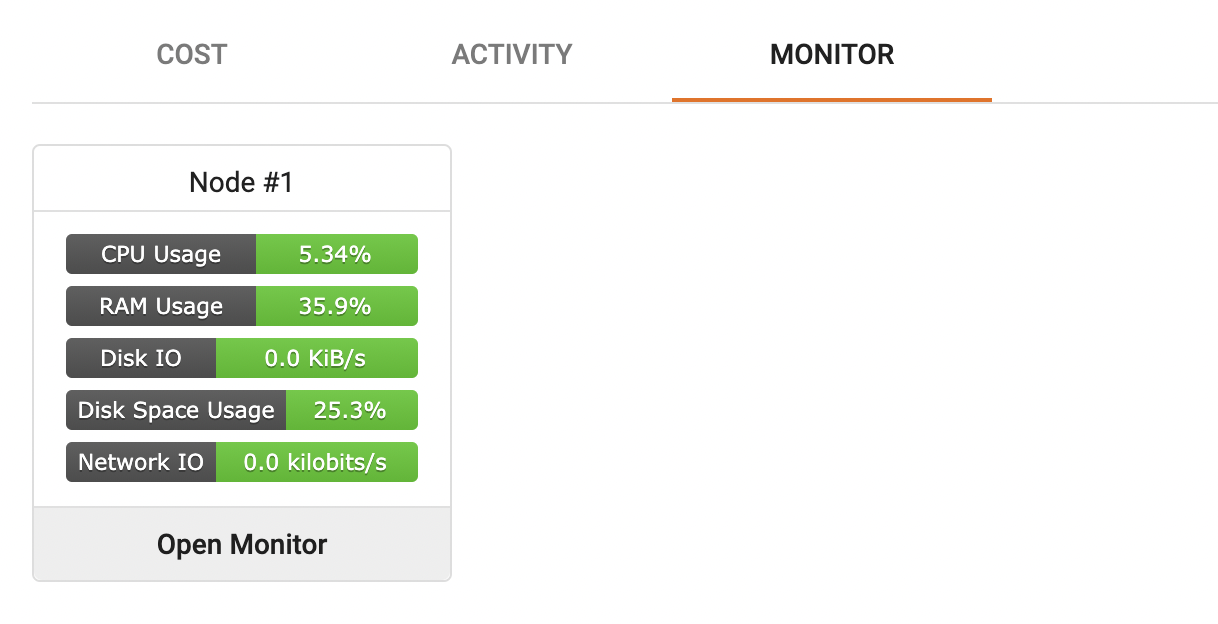 COST ACTIVITY MONITOR
Node #1
CPU Usage 5.34%
RAM Usage 35.9%
Disk IO 0.0 KiB/s
Disk Space Usage 25.3%
Network IO 0.0 kilobits/s
Open Monitor